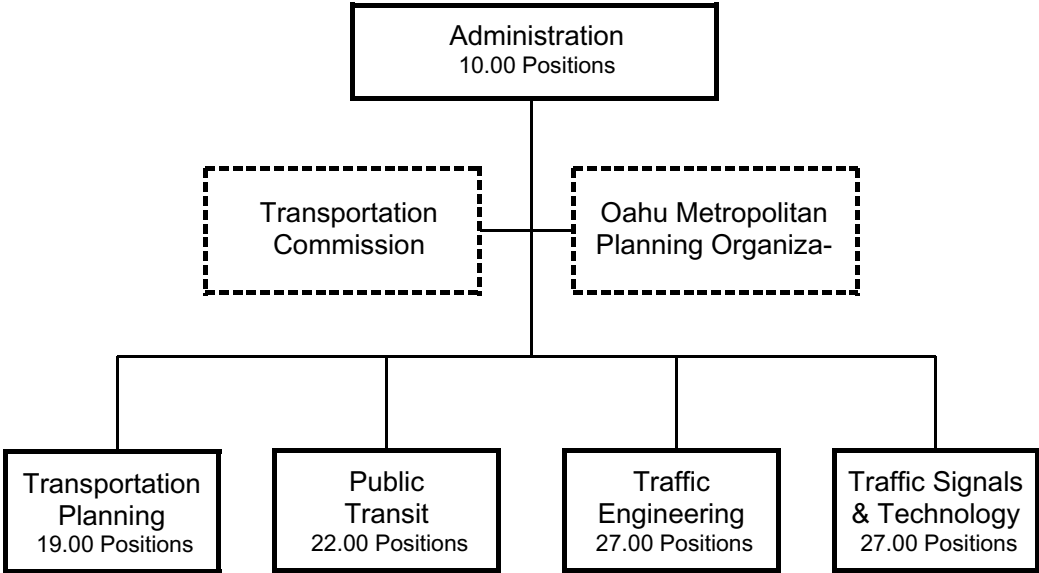 Administration
10.00 Positions
Transportation
Commission
Oahu Metropolitan
Planning Organiza-
Transportation
Planning
19.00 Positions
Public
Transit
22.00 Positions
Traffic
Engineering
27.00 Positions
Traffic Signals
& Technology
27.00 Positions